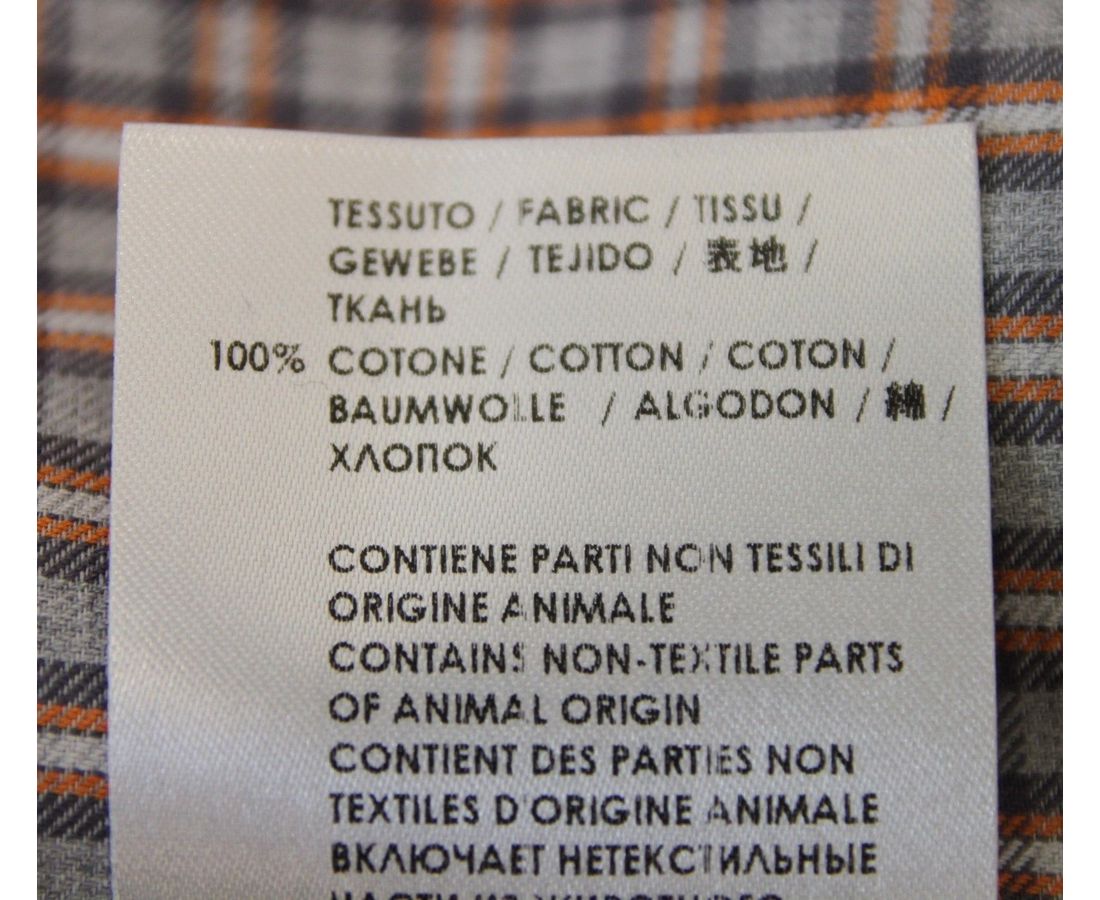 TESSUTO / FABRIC / TISSU /
GEWEBE / TEJIDO / 表地 /
ТКАНЬ
100% COTONE / COTTON / COTON /
BAUMWOLLE / ALGODON / 綿 /
ХЛОПОК
CONTIENE PARTI NON TESSILI DI
ORIGINE ANIMALE
CONTAINS NON-TEXTILE PARTS
OF ANIMAL ORIGIN
CONTIENT DES PARTIES NON
TEXTILES D'ORIGINE ANIMALE
ВКЛЮЧАЕТ НЕТЕКСТИЛЬНЫЕ